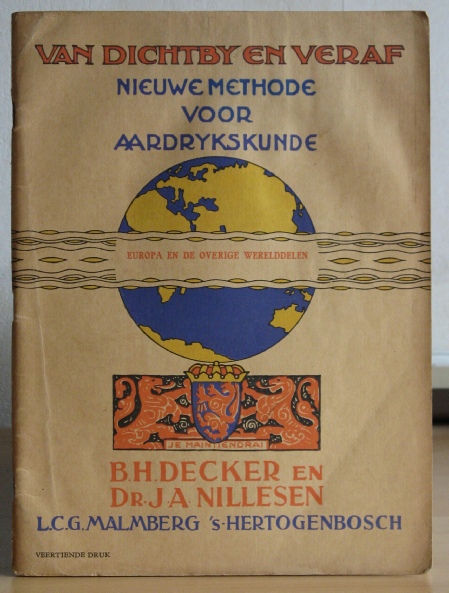 VAN DICHTBY EN VERAF
NIEUWE METHODE
VOOR
AARDRYKSKUNDE
EUROPA EN DE OVERIGE WERELDDELEN
JE MAINTIENDRAI
B.H. DECKER EN
DR. J.A. NILLESEN
L.C.G. MALMBERG 's-HERTOGENBOSCH
VEERTIENDE DRUK